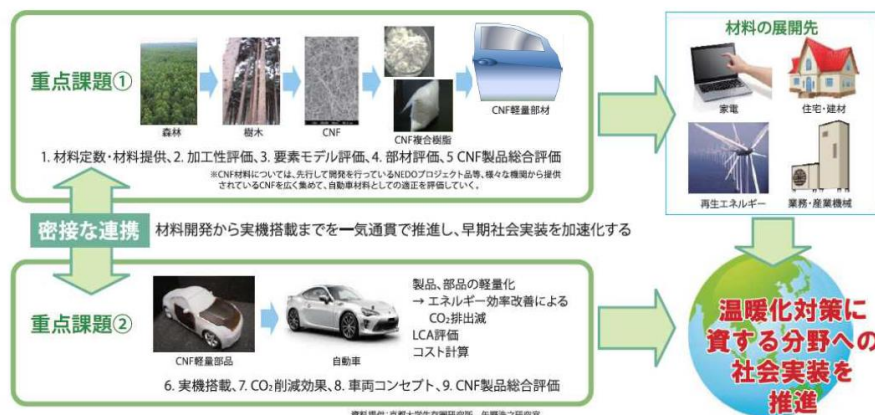 重点課題①
森林
樹木
CNF
CNF複合樹脂
CNF軽量部材
1. 材料定数・材料提供、2. 加工性評価、3. 要素モデル評価、4. 部材評価、5 CNF製品総合評価
※CNF材料については、先行して開発を行っているNEDOプロジェクト品等、様々な機関から提供
されているCNFを広く集めて、自動車材料としての適正を評価していく。
材料の展開先
家電
住宅・建材
再生エネルギー
業務・産業機械
密接な連携
材料開発から実機搭載までを一気通貫で推進し、早期社会実装を加速化する
重点課題②
CNF軽量部品
自動車
製品、部品の軽量化
→ エネルギー効率改善による
CO₂排出減
LCA評価
コスト計算
6. 実機搭載、7. CO₂削減効果、8. 車両コンセプト、9. CNF製品総合評価
温暖化対策に
資する分野への
社会実装を
推進